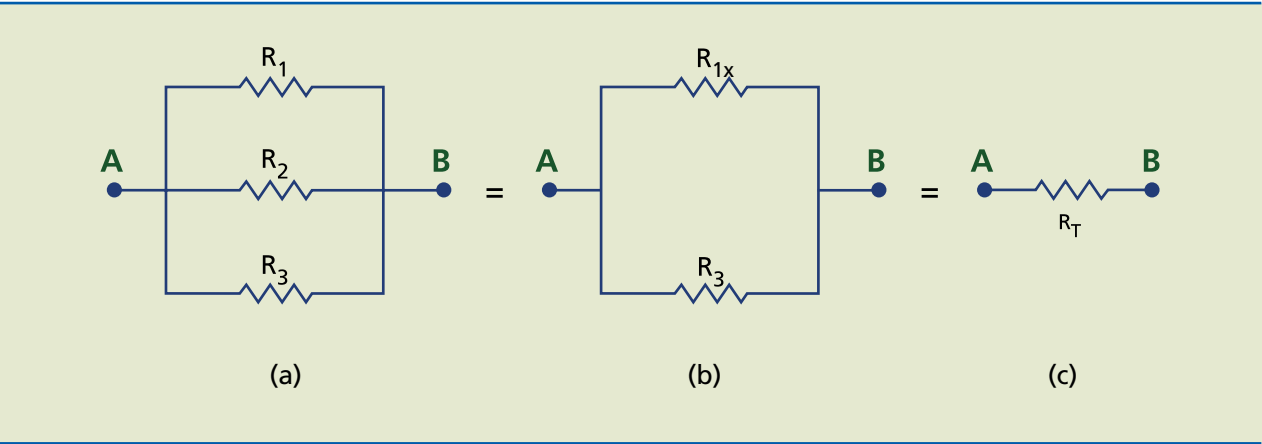 R1
A
R2
B
R3
(a)
=
R1x
A
B
R3
(b)
=
A
B
RT
(c)